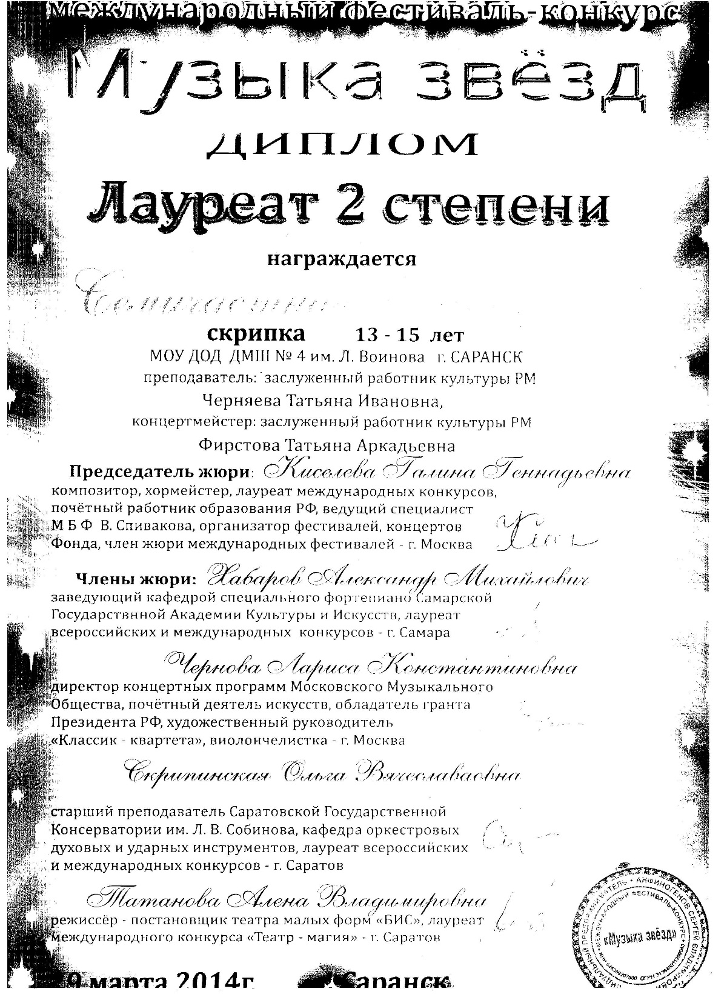 международный фестиваль-конкурс
Музыка звёзд
ДИПЛОМ
Лауреат 2 степени
награждается
скрипка 13 - 15 лет
МОУ ДОД ДМШ № 4 им. Л. Воинова г. САРАНСК
преподаватель: заслуженный работник культуры РМ
Черняева Татьяна Ивановна,
концертмейстер: заслуженный работник культуры РМ
Фирстова Татьяна Аркадьевна
Председатель жюри: Киселева Галина Геннадьевна
композитор, хормейстер, лауреат международных конкурсов,
почётный работник образования РФ, ведущий специалист
М Б Ф В. Спивакова, организатор фестивалей, концертов
Фонда, член жюри международных фестивалей - г. Москва
Члены жюри: Хабаров Александр Михайлович
заведующий кафедрой специального фортепиано Самарской
Государствнной Академии Культуры и Искусств, лауреат
всероссийских и международных конкурсов - г. Самара
Чернова Лариса Константиновна
директор концертных программ Московского Музыкального
Общества, почётный деятель искусств, обладатель гранта
Президента РФ, художественный руководитель
«Классик - квартета», виолончелистка - г. Москва
Скрипинская Ольга Вячеславаовна
старший преподаватель Саратовской Государственной
Консерватории им. Л. В. Собинова, кафедра оркестровых
духовых и ударных инструментов, лауреат всероссийских
и международных конкурсов - г. Саратов
Татанова Алена Владимировна
режиссёр - постановщик театра малых форм «БИС», лауреат
международного конкурса «Театр - магия» - г. Саратов
АНФИНОГЕНОВ СЕРГЕЙ
МЕЖДУНАРОДНЫЙ ФЕСТИВАЛЬ-КОНКУРС
«Музыка звёзд»
9 марта 2014г Саранск